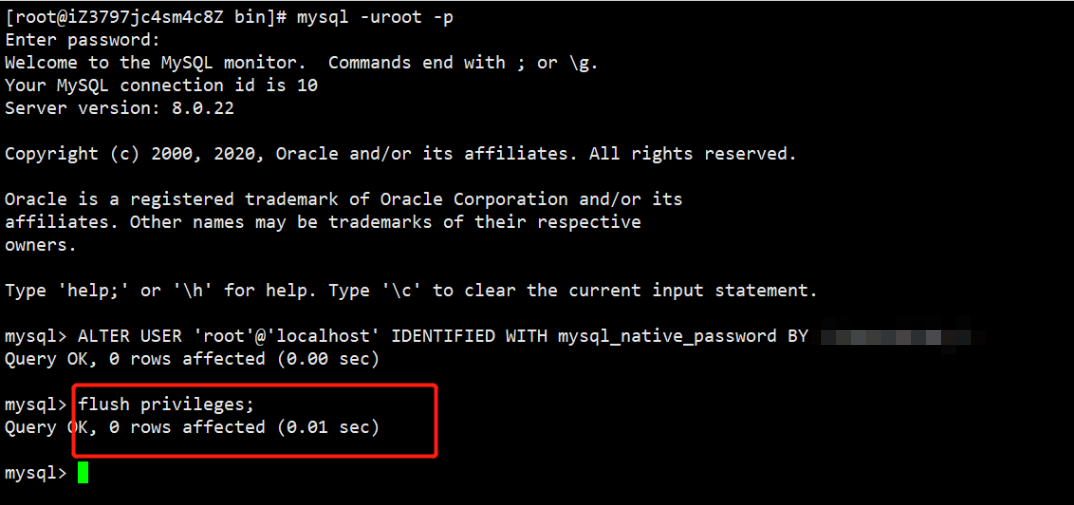 [root@iZ3797jc4sm4c8Z bin]# mysql -uroot -p
Enter password:
Welcome to the MySQL monitor.  Commands end with ; or \g.
Your MySQL connection id is 10
Server version: 8.0.22
Copyright (c) 2000, 2020, Oracle and/or its affiliates. All rights reserved.
Oracle is a registered trademark of Oracle Corporation and/or its
affiliates. Other names may be trademarks of their respective
owners.
Type 'help;' or '\h' for help. Type '\c' to clear the current input statement.
mysql> ALTER USER 'root'@'localhost' IDENTIFIED WITH mysql_native_password BY
Query OK, 0 rows affected (0.00 sec)
mysql> flush privileges;
Query OK, 0 rows affected (0.01 sec)
mysql>